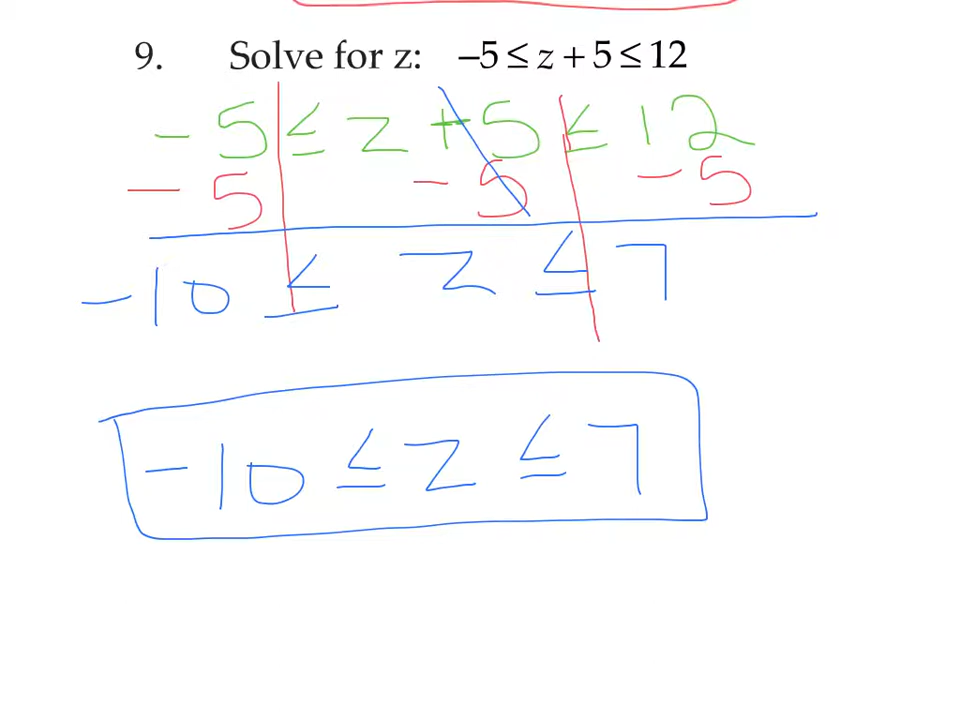 9. Solve for z: –5 ≤ z + 5 ≤ 12
- 5 ≤ z + 5 ≤ 12
- 5 - 5 - 5
-10 ≤ z ≤ 7
-10 ≤ z ≤ 7